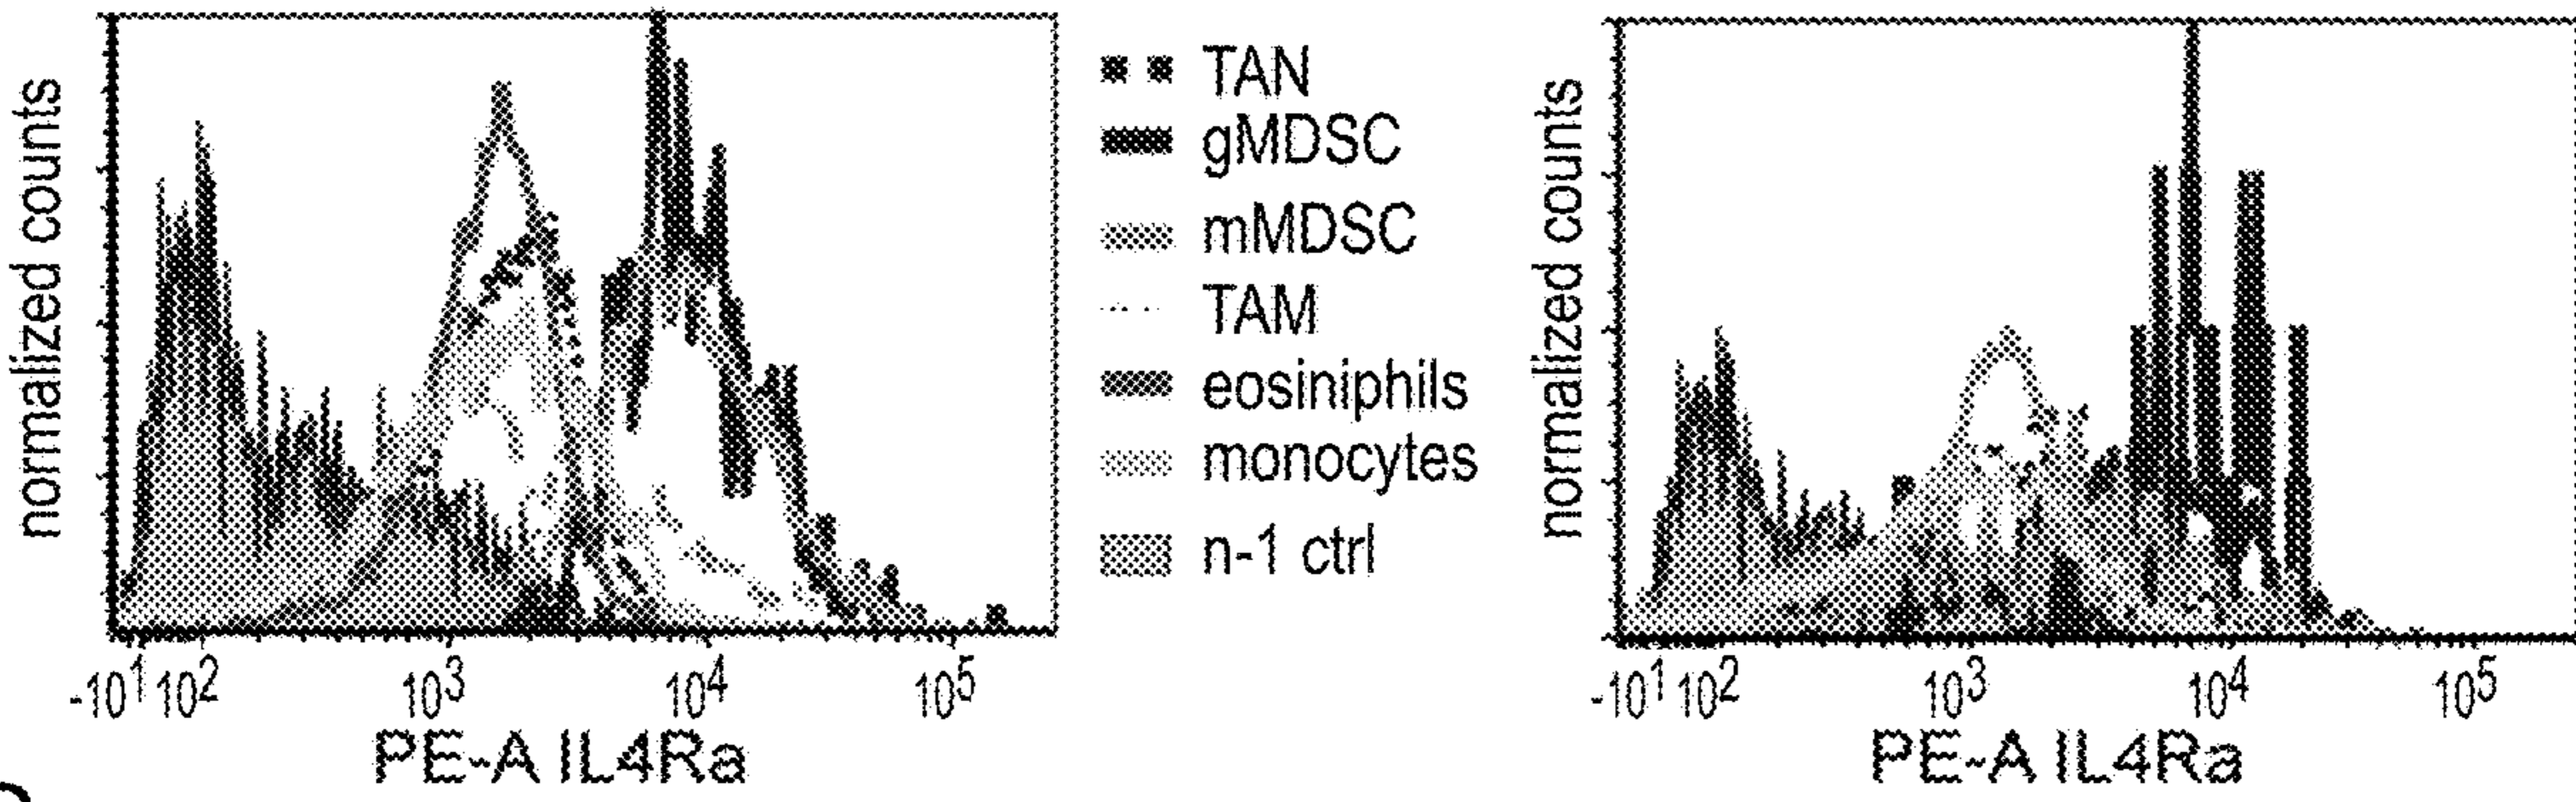 normalized counts
-10¹ 10² 10³ 10⁴ 10⁵
PE-A IL4Ra
TAN
gMDSC
mMDSC
TAM
eosiniphils
monocytes
n-1 ctrl
normalized counts
-10¹ 10² 10³ 10⁴ 10⁵
PE-A IL4Ra